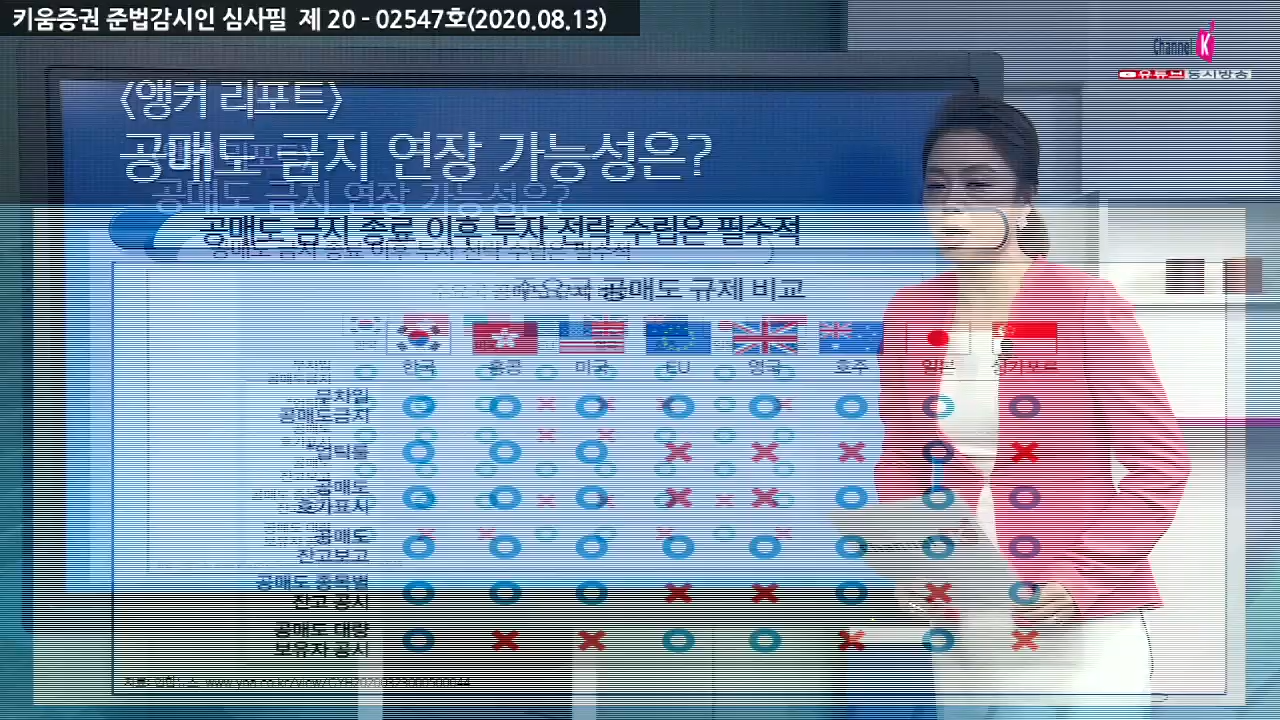 키움증권 준법감시인 심사필 제 20 - 02547호(2020.08.13)
Channel K
유튜브 동시방송
<앵커 리포트>
공매도 금지 연장 가능성은?
공매도 금지 종료 이후 투자 전략 수립은 필수적
주요국 공매도 규제 비교
한국 홍콩 미국 EU 영국 호주 일본 싱가포르
무차입
공매도금지
*업틱룰
공매도
호가표시
공매도
잔고보고
공매도 종목별
잔고 공시
공매도 대량
보유자 공시